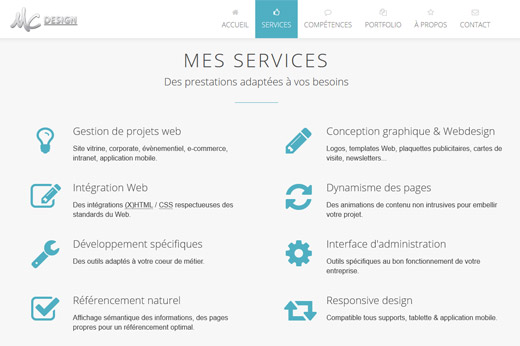 MC DESIGN
ACCUEIL
SERVICES
COMPÉTENCES
PORTFOLIO
À PROPOS
CONTACT
MES SERVICES
Des prestations adaptées à vos besoins
Gestion de projets web
Site vitrine, corporate, évènementiel, e-commerce,
intranet, application mobile.
Conception graphique & Webdesign
Logos, templates Web, plaquettes publicitaires, cartes de
visite, newsletters...
Intégration Web
Des intégrations (X)HTML / CSS respectueuses des
standards du Web.
Dynamisme des pages
Des animations de contenu non intrusives pour embellir
votre projet.
Développement spécifiques
Des outils adaptés à votre coeur de métier.
Interface d'administration
Outils spécifiques au bon fonctionnement de votre
entreprise.
Référencement naturel
Affichage sémantique des informations, des pages
propres pour un référencement optimal.
Responsive design
Compatible tous supports, tablette & application mobile.